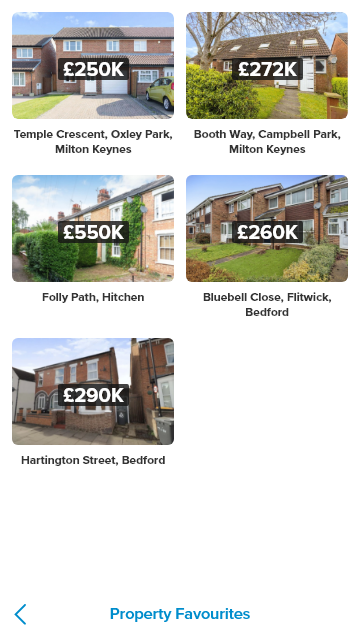 £250K
Temple Crescent, Oxley Park,
Milton Keynes
£272K
Booth Way, Campbell Park,
Milton Keynes
£550K
Folly Path, Hitchen
£260K
Bluebell Close, Flitwick,
Bedford
£290K
Hartington Street, Bedford
Property Favourites